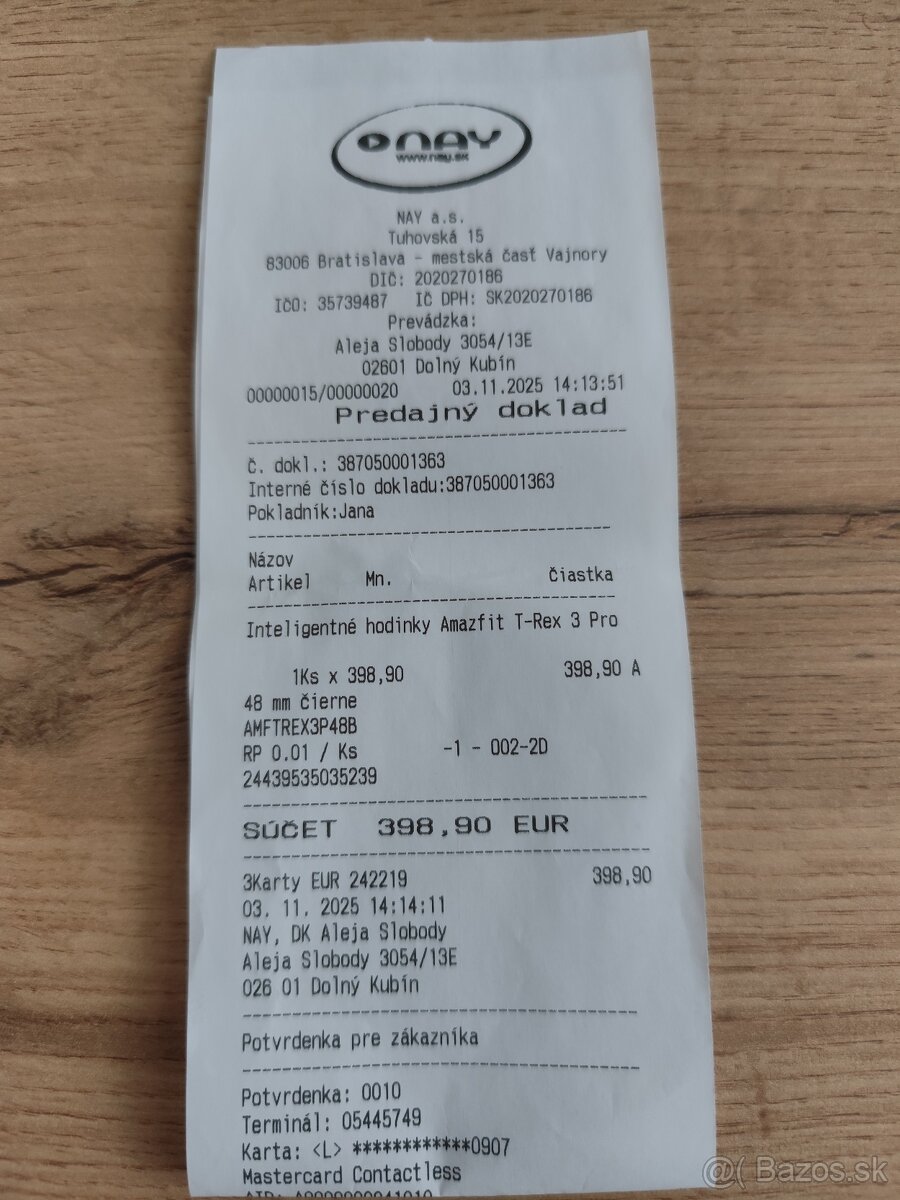 NAY
www.nay.sk
NAY a.s.
Tuhovská 15
83006 Bratislava - mestská časť Vajnory
DIČ: 2020270186
IČO: 35739487 IČ DPH: SK2020270186
Prevádzka:
Aleja Slobody 3054/13E
02601 Dolný Kubín
00000015/00000020 03.11.2025 14:13:51
Predajný doklad
Č. dokl.: 387050001363
Interné číslo dokladu:387050001363
Pokladník:Jana
Názov
Artikel Mn. Čiastka
Inteligentné hodinky Amazfit T-Rex 3 Pro
1Ks x 398,90 398,90 A
48 mm čierne
AMFTREX3P48B
RP 0.01 / Ks -1 - 002-2D
24439535035239
SÚČET 398,90 EUR
3Karty EUR 242219 398,90
03. 11. 2025 14:14:11
NAY, DK Aleja Slobody
Aleja Slobody 3054/13E
026 01 Dolný Kubín
Potvrdenka pre zákazníka
Potvrdenka: 0010
Terminál: 05445749
Karta: <L> ************0907
Mastercard Contactless
@( Bazos.sk